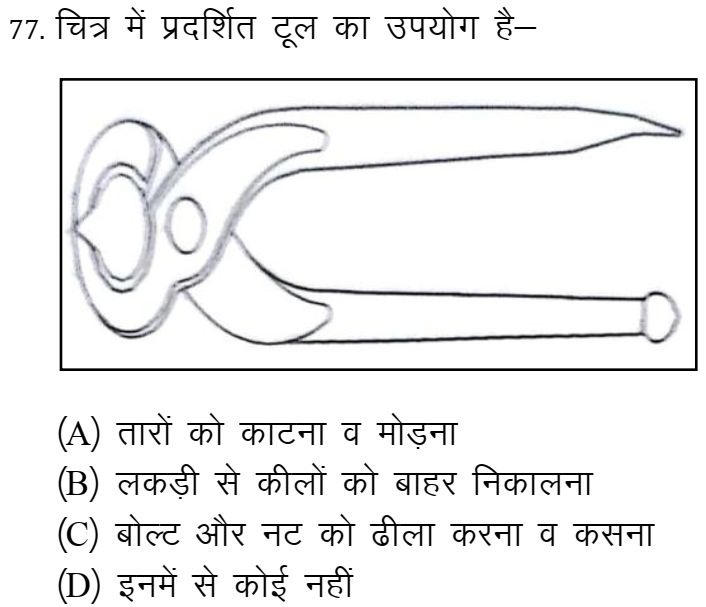 77. चित्र में प्रदर्शित टूल का उपयोग है–
(A) तारों को काटना व मोड़ना
(B) लकड़ी से कीलों को बाहर निकालना
(C) बोल्ट और नट को ढीला करना व कसना
(D) इनमें से कोई नहीं